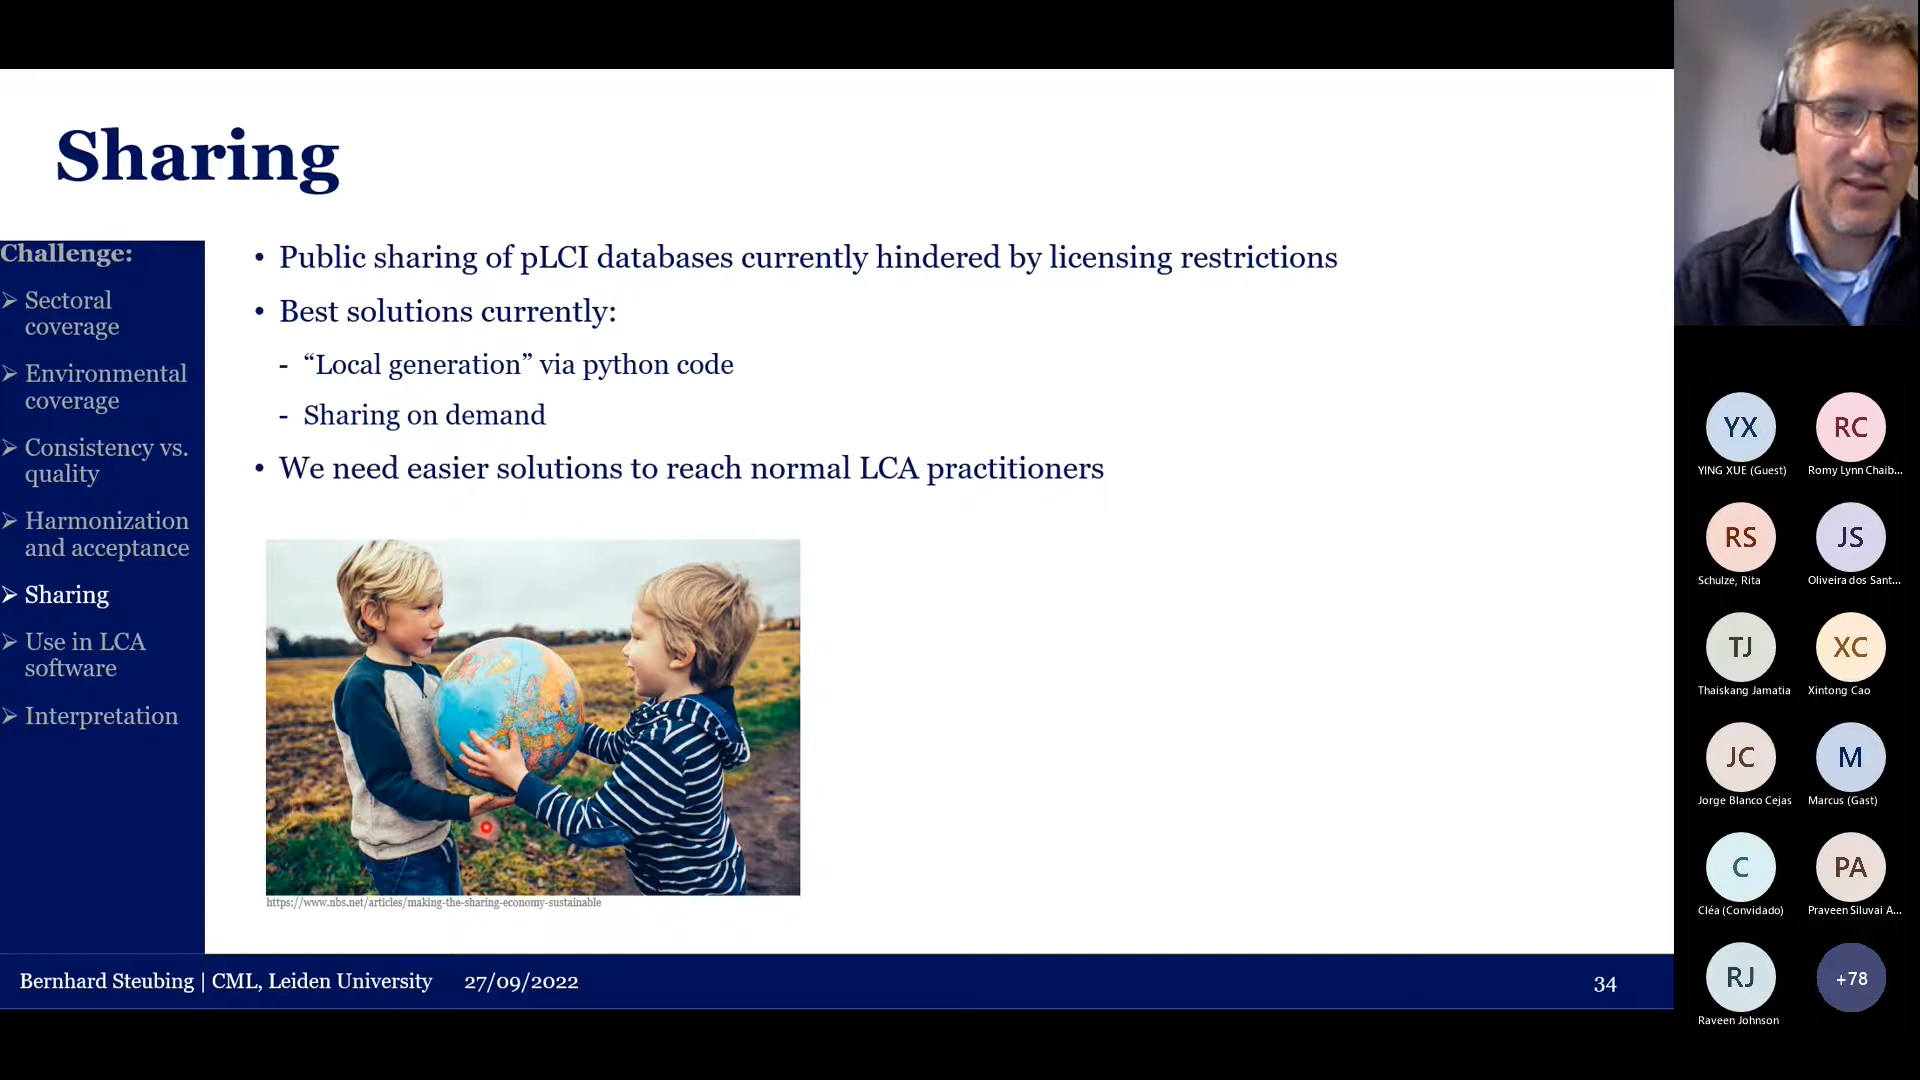 Sharing
Challenge:
➢ Sectoral
coverage
➢ Environmental
coverage
➢ Consistency vs.
quality
➢ Harmonization
and acceptance
➢ Sharing
➢ Use in LCA
software
➢ Interpretation
• Public sharing of pLCI databases currently hindered by licensing restrictions
• Best solutions currently:
- “Local generation” via python code
- Sharing on demand
• We need easier solutions to reach normal LCA practitioners
https://www.nbs.net/articles/making-the-sharing-economy-sustainable
Bernhard Steubing | CML, Leiden University 27/09/2022 34
YX RC
YING XUE (Guest) Romy Lynn Chaib...
RS JS
Schulze, Rita Oliveira dos Sant...
TJ XC
Thaiskang Jamatia Xintong Cao
JC M
Jorge Blanco Cejas Marcus (Gast)
C PA
Cléa (Convidado) Praveen Siluvai A...
RJ +78
Raveen Johnson